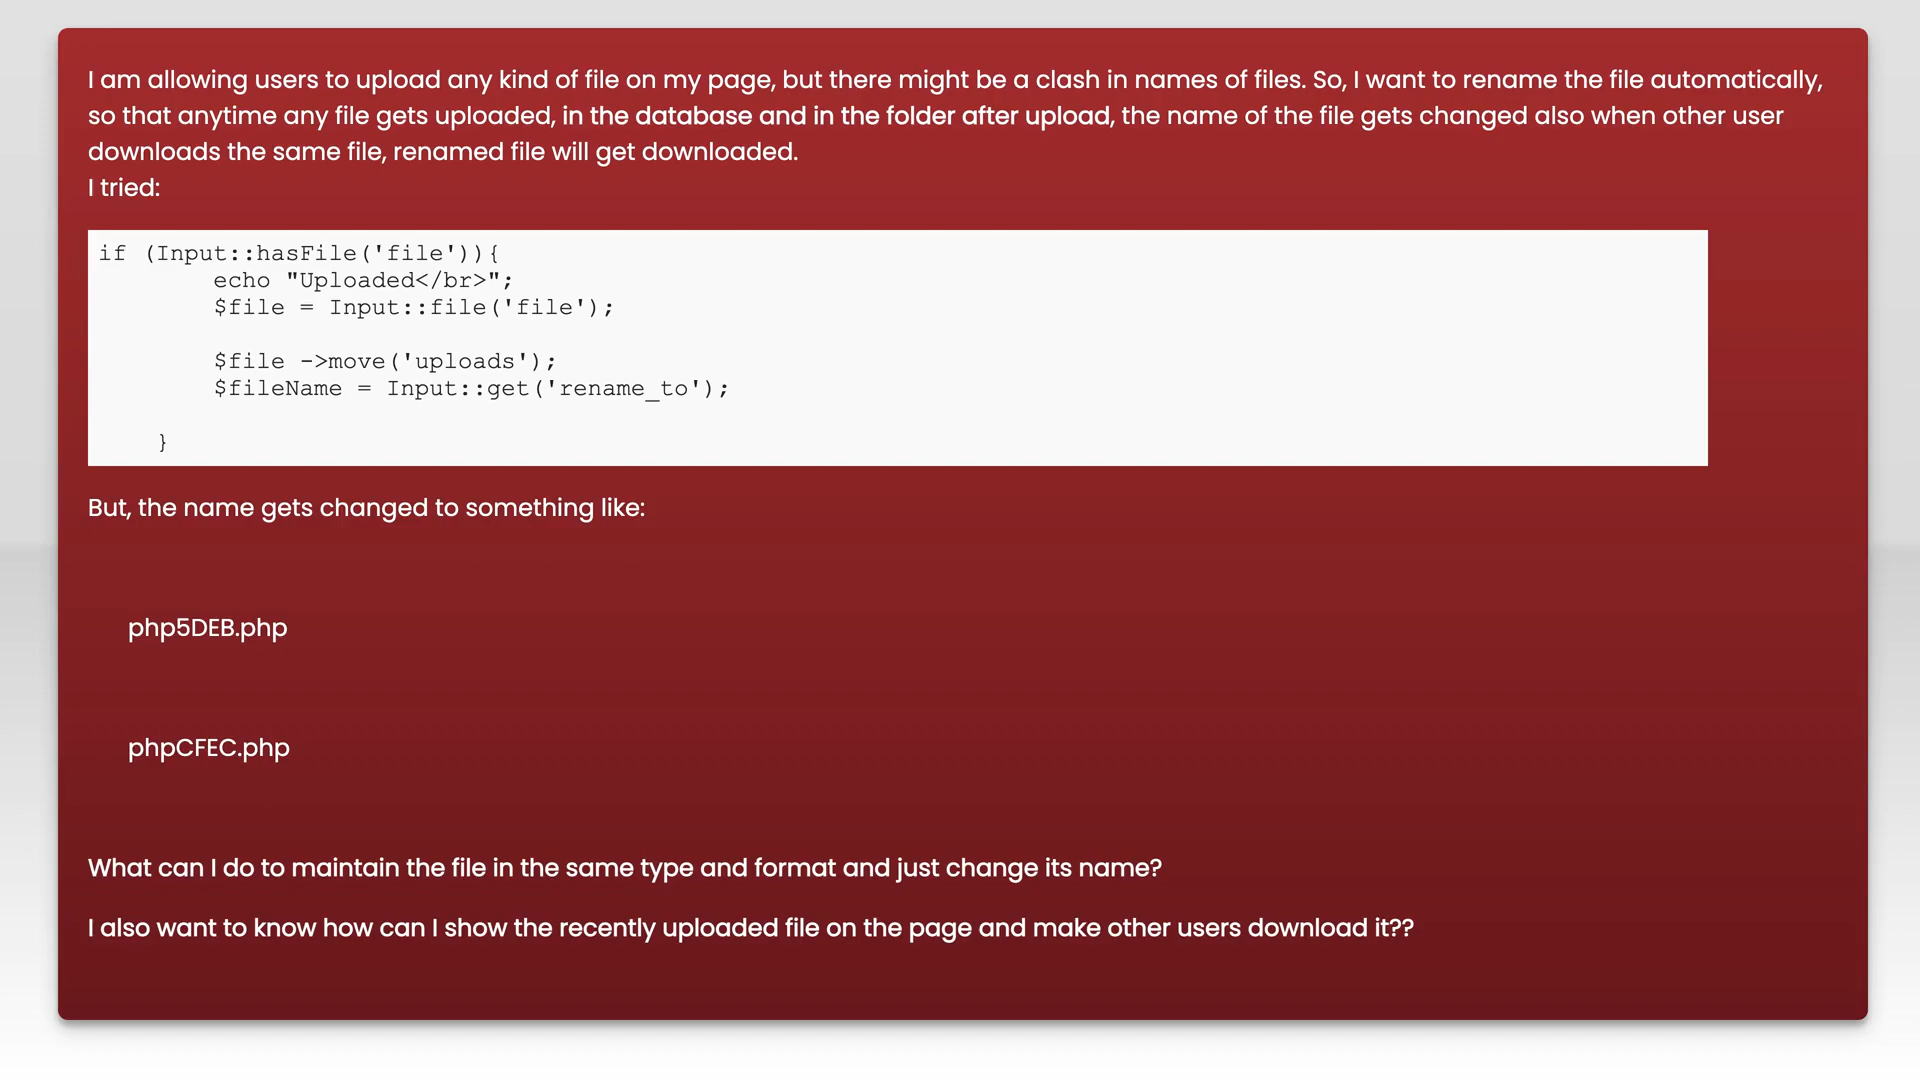 I am allowing users to upload any kind of file on my page, but there might be a clash in names of files. So, I want to rename the file automatically,
so that anytime any file gets uploaded, in the database and in the folder after upload, the name of the file gets changed also when other user
downloads the same file, renamed file will get downloaded.
I tried:
if (Input::hasFile('file')){
        echo "Uploaded</br>";
        $file = Input::file('file');
        $file ->move('uploads');
        $fileName = Input::get('rename_to');
    }
But, the name gets changed to something like:
php5DEB.php
phpCFEC.php
What can I do to maintain the file in the same type and format and just change its name?
I also want to know how can I show the recently uploaded file on the page and make other users download it??